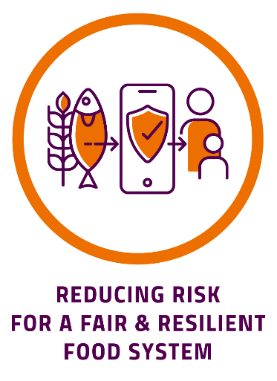 REDUCING RISK
FOR A FAIR & RESILIENT
FOOD SYSTEM